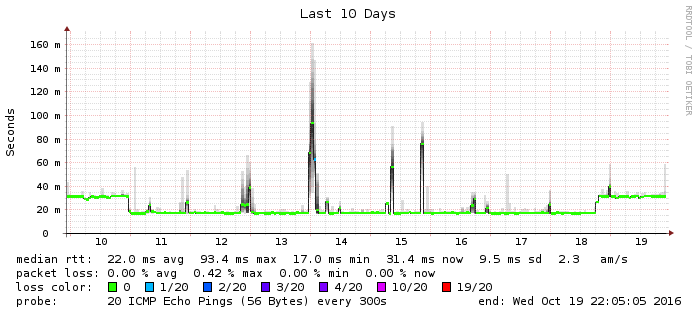 Last 10 Days
RRDTOOL / TOBI OETIKER
Seconds
160 m
140 m
120 m
100 m
80 m
60 m
40 m
20 m
0
10 11 12 13 14 15 16 17 18 19
median rtt: 22.0 ms avg 93.4 ms max 17.0 ms min 31.4 ms now 9.5 ms sd 2.3 am/s
packet loss: 0.00 % avg 0.42 % max 0.00 % min 0.00 % now
loss color: 0 1/20 2/20 3/20 4/20 10/20 19/20
probe: 20 ICMP Echo Pings (56 Bytes) every 300s end: Wed Oct 19 22:05:05 2016